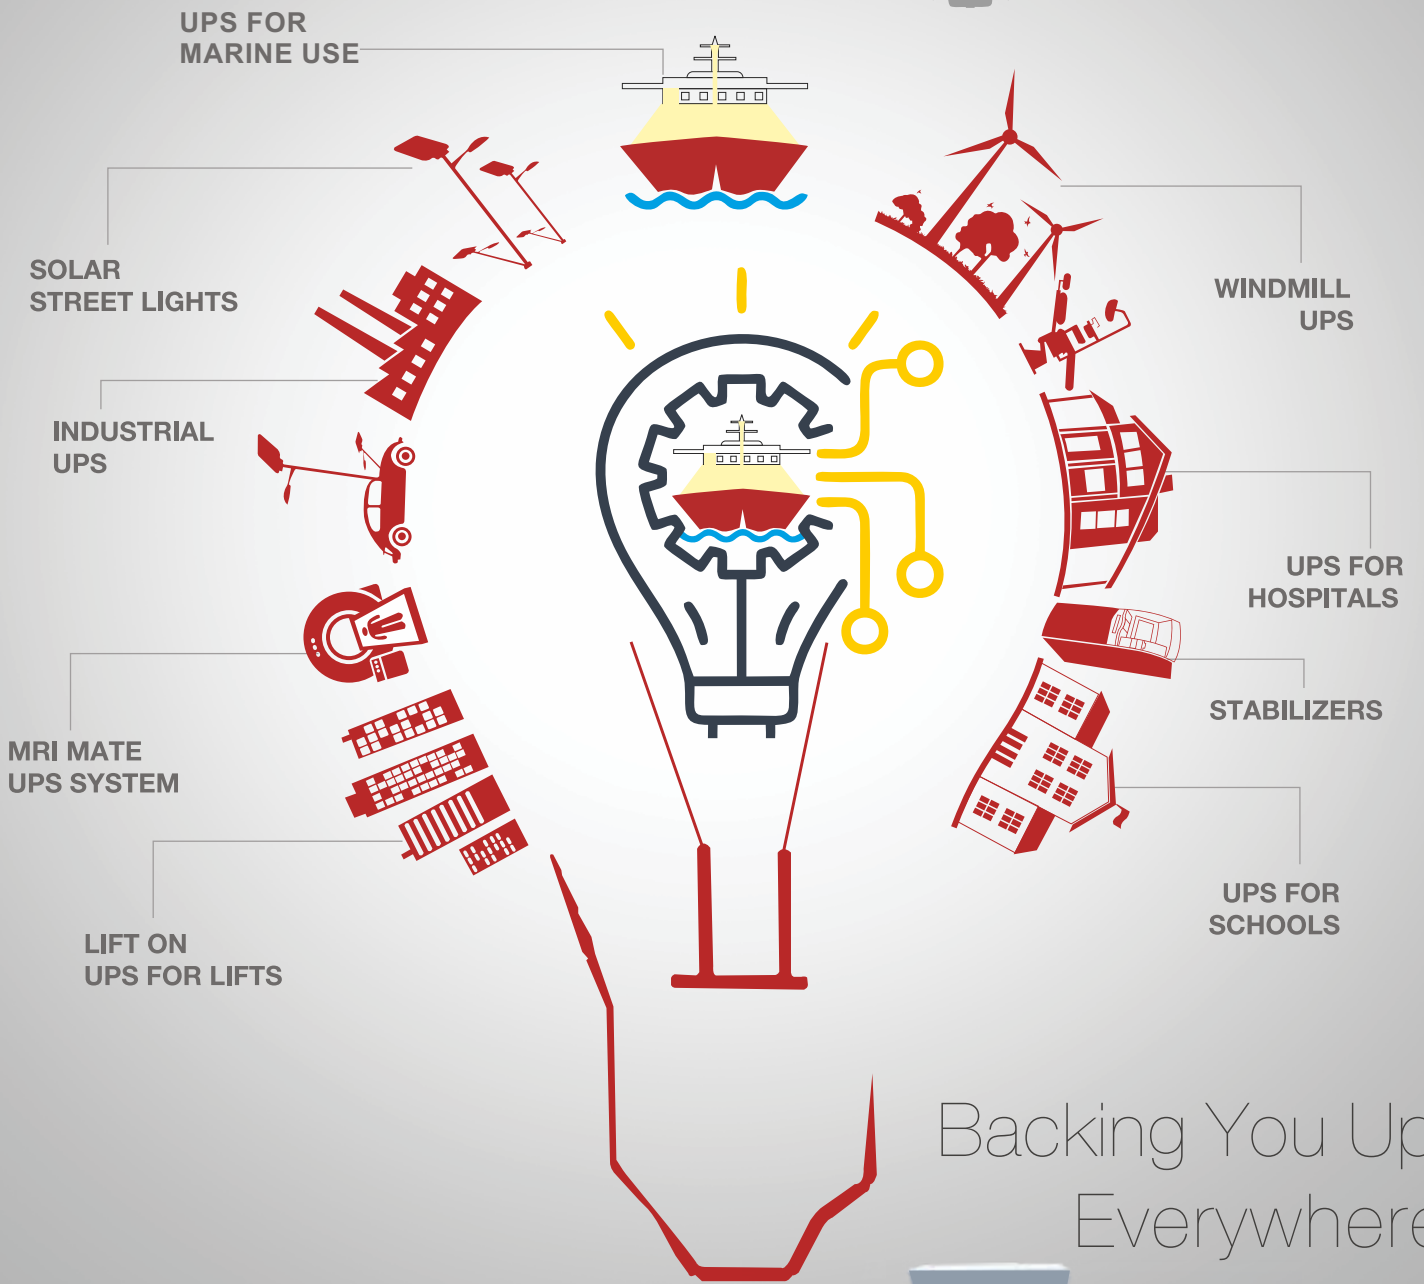 UPS FOR
MARINE USE
SOLAR
STREET LIGHTS
WINDMILL
UPS
INDUSTRIAL
UPS
UPS FOR
HOSPITALS
STABILIZERS
MRI MATE
UPS SYSTEM
UPS FOR
SCHOOLS
LIFT ON
UPS FOR LIFTS
Backing You Up
Everywhere